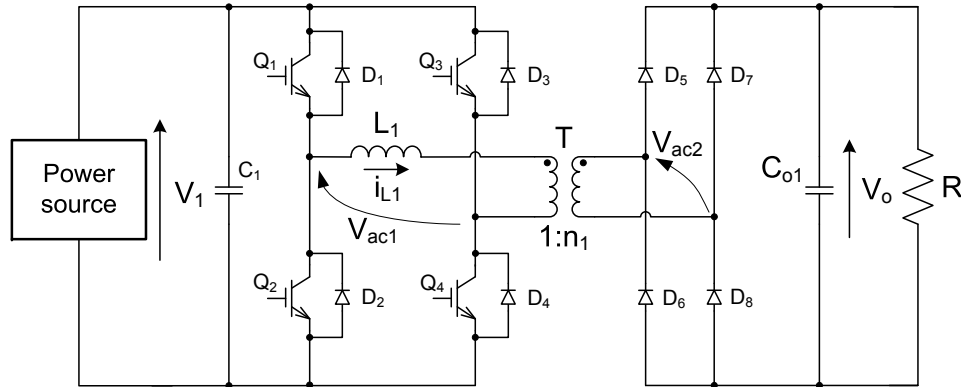 Power
source
V1
C1
Q1
D1
Q3
D3
L1
iL1
Vac1
Q2
D2
Q4
D4
T
1:n1
D5
D7
Vac2
D6
D8
Co1
Vo
R